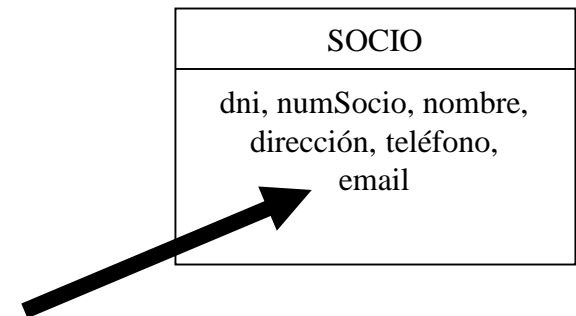 SOCIO
dni, numSocio, nombre,
dirección, teléfono,
email